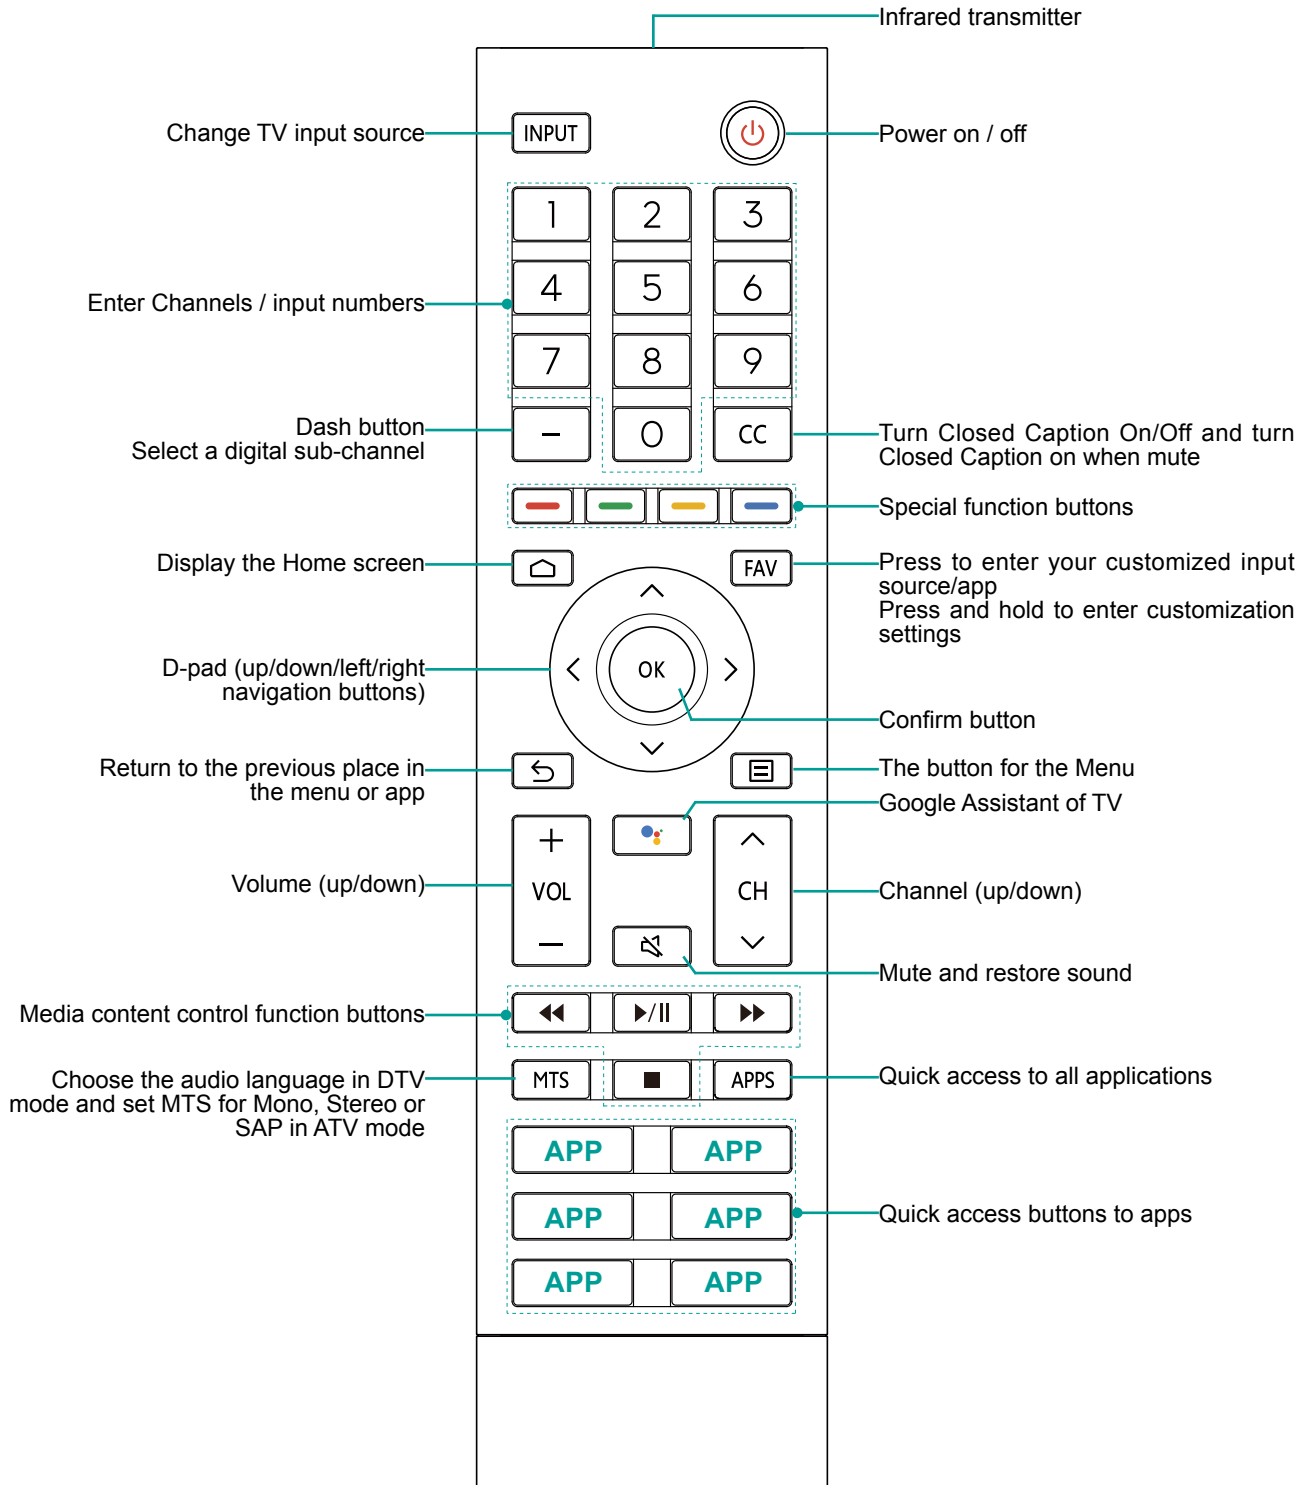 Infrared transmitter
Change TV input source
INPUT
Power on / off
1 2 3
4 5 6
Enter Channels / input numbers
7 8 9
Dash button
Select a digital sub-channel
– 0 CC
Turn Closed Caption On/Off and turn
Closed Caption on when mute
Special function buttons
Display the Home screen
FAV
Press to enter your customized input
source/app
Press and hold to enter customization
settings
D-pad (up/down/left/right
navigation buttons)
OK
Confirm button
Return to the previous place in
the menu or app
The button for the Menu
Google Assistant of TV
+
Volume (up/down)
VOL
–
CH
Channel (up/down)
Mute and restore sound
Media content control function buttons
Choose the audio language in DTV
mode and set MTS for Mono, Stereo or
SAP in ATV mode
MTS
APPS
Quick access to all applications
APP APP
APP APP
Quick access buttons to apps
APP APP